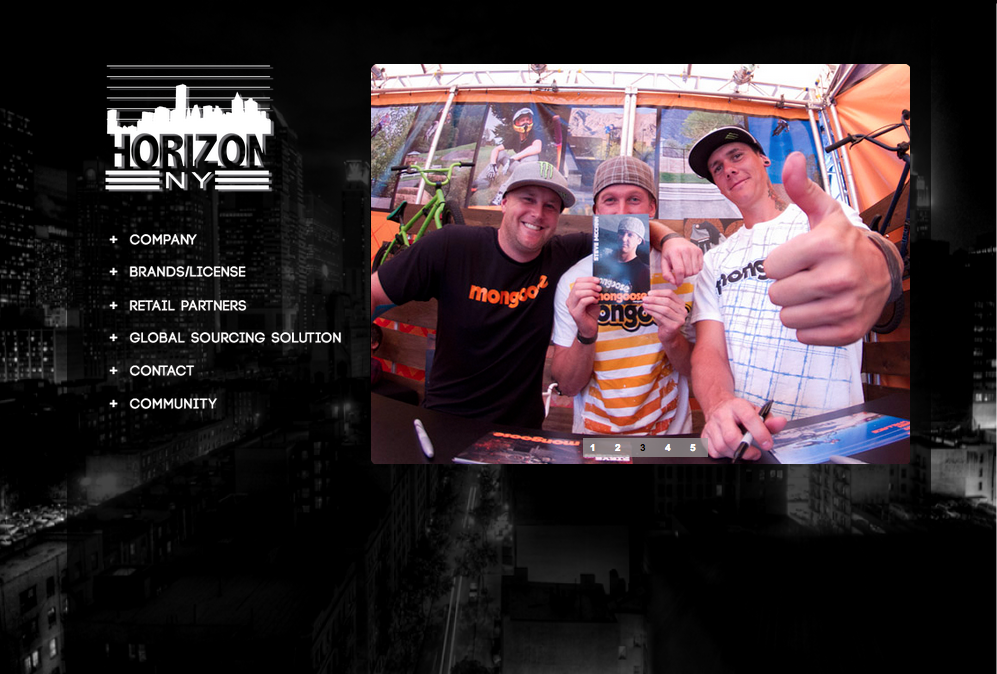 HORIZON
NY
+ COMPANY
+ BRANDS/LICENSE
+ RETAIL PARTNERS
+ GLOBAL SOURCING SOLUTION
+ CONTACT
+ COMMUNITY
mongoose
mongoose
mongoose
1 2 3 4 5